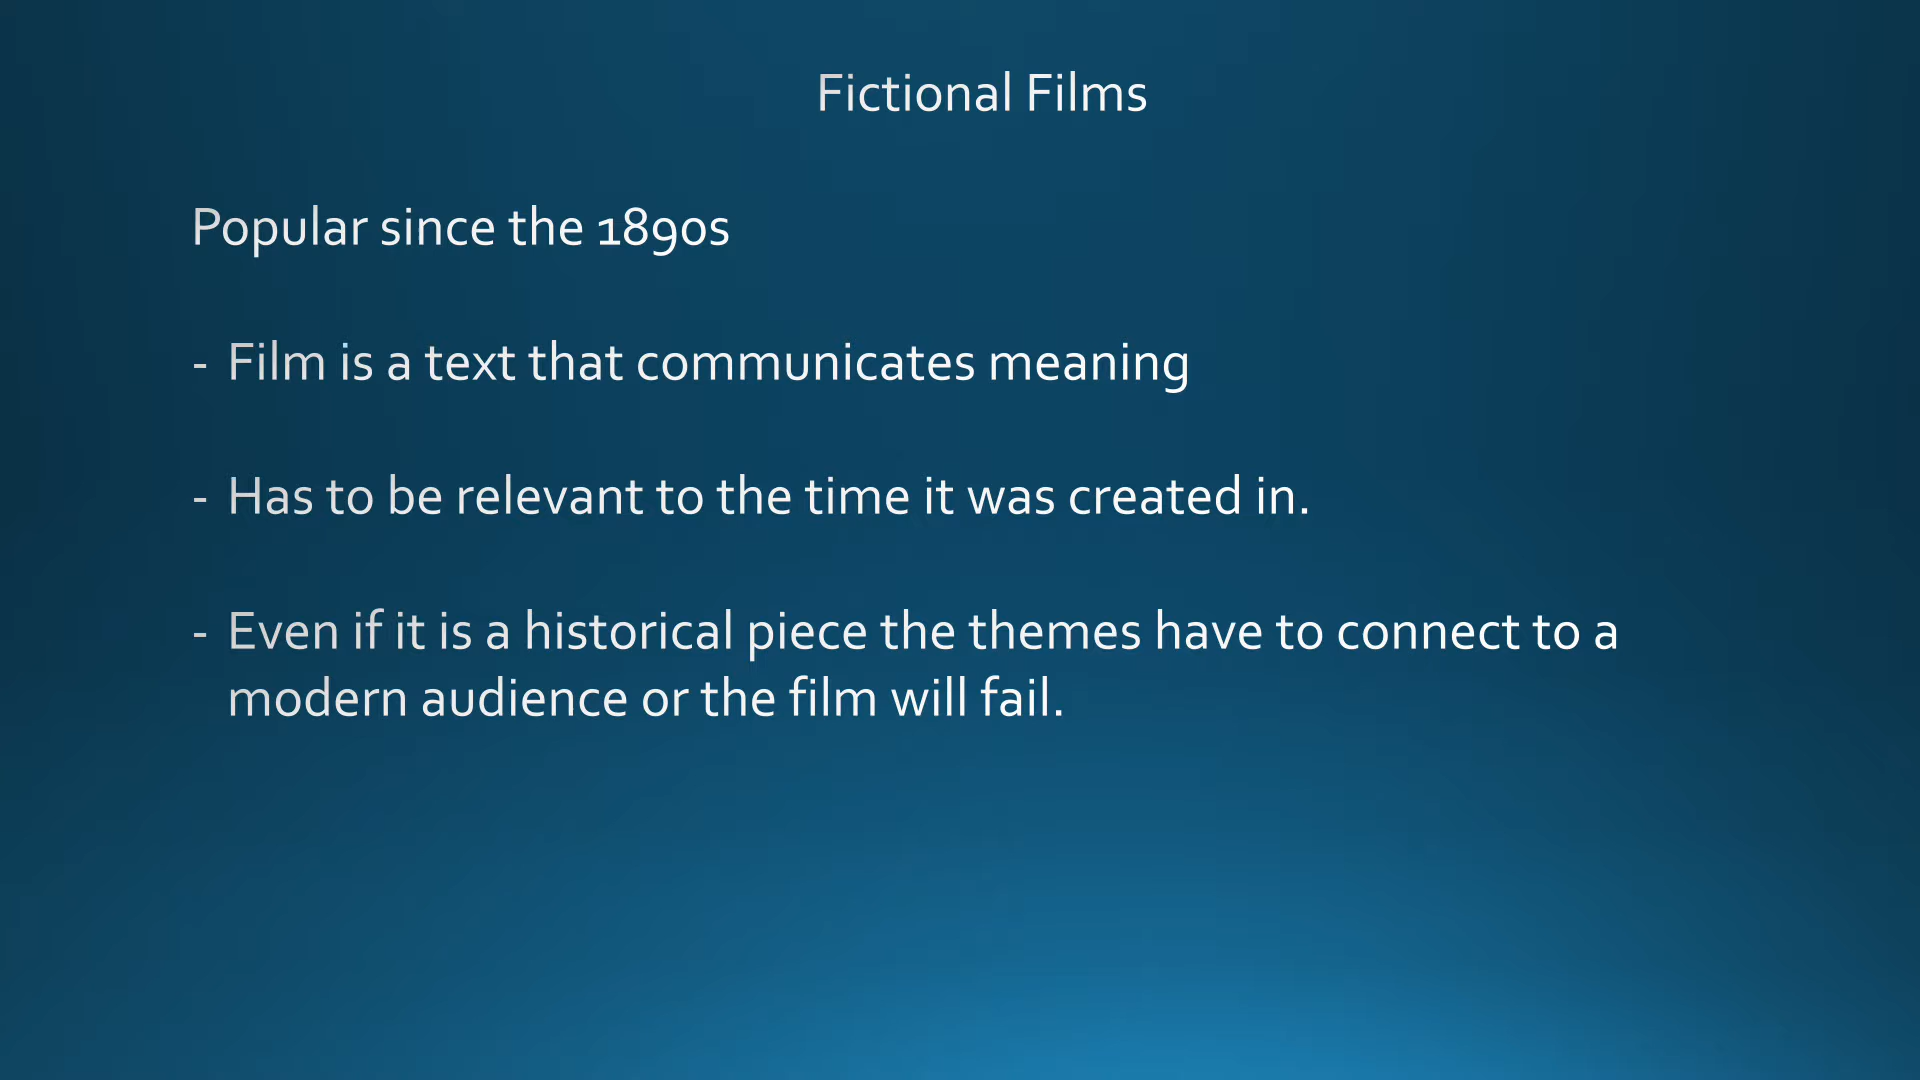 Fictional Films
Popular since the 1890s
- Film is a text that communicates meaning
- Has to be relevant to the time it was created in.
- Even if it is a historical piece the themes have to connect to a
modern audience or the film will fail.